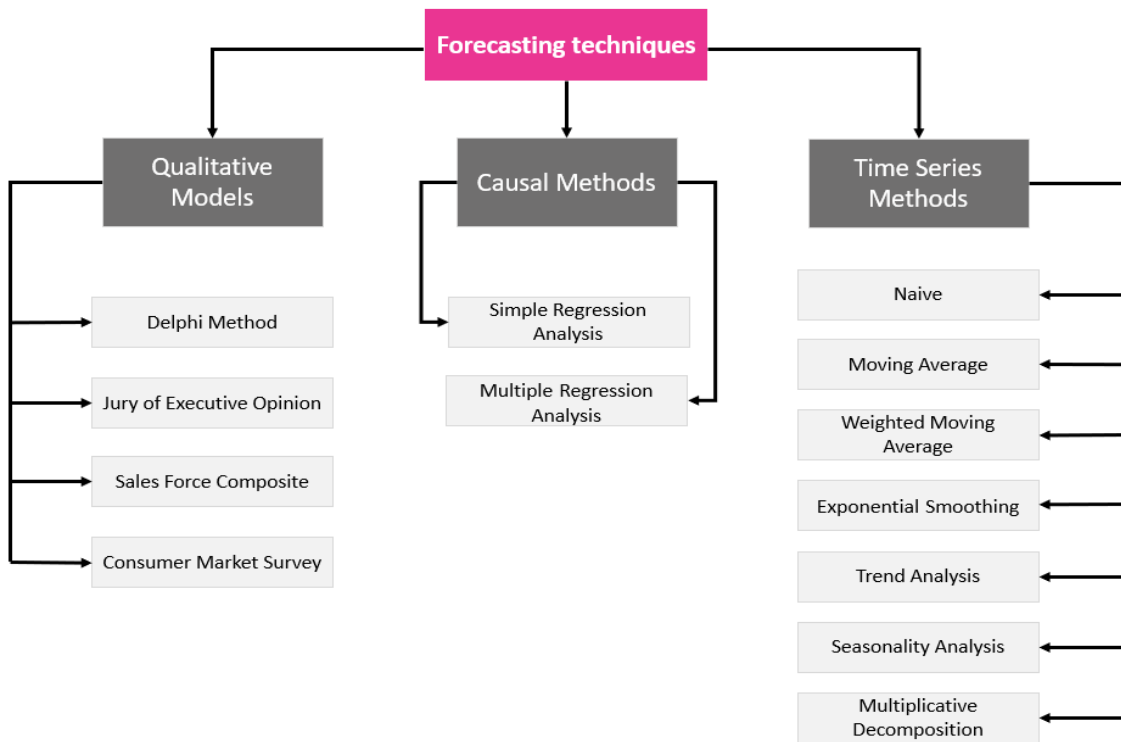 Forecasting techniques
Qualitative
Models
Delphi Method
Jury of Executive Opinion
Sales Force Composite
Consumer Market Survey
Causal Methods
Simple Regression
Analysis
Multiple Regression
Analysis
Time Series
Methods
Naive
Moving Average
Weighted Moving
Average
Exponential Smoothing
Trend Analysis
Seasonality Analysis
Multiplicative
Decomposition